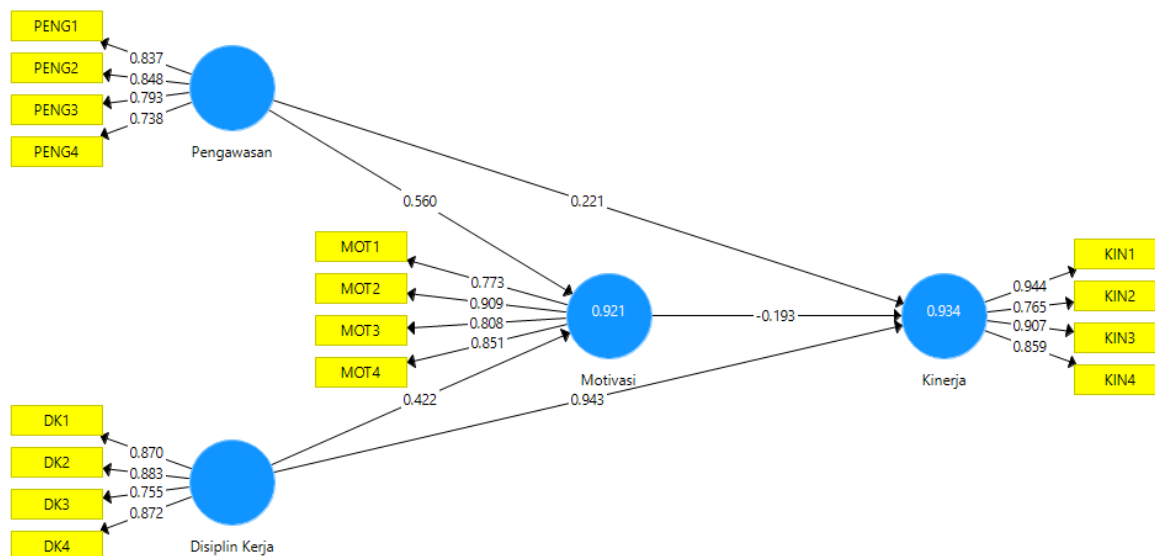 PENG1
0.837
PENG2
0.848
PENG3
0.793
PENG4
0.738
Pengawasan
0.560
0.221
MOT1
0.773
MOT2
0.909
MOT3
0.808
MOT4
0.851
0.921
Motivasi
-0.193
0.934
Kinerja
KIN1
0.944
KIN2
0.765
KIN3
0.907
KIN4
0.859
0.422
0.943
DK1
0.870
DK2
0.883
DK3
0.755
DK4
0.872
Disiplin Kerja